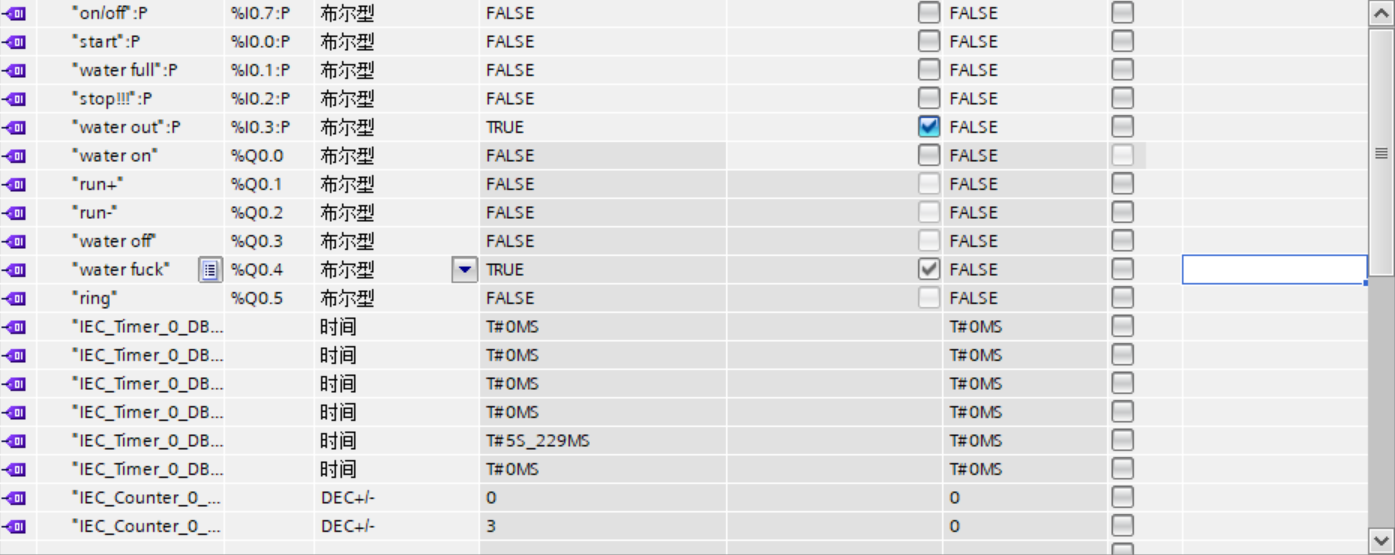 "on/off":P %I0.7:P 布尔型 FALSE FALSE
"start":P %I0.0:P 布尔型 FALSE FALSE
"water full":P %I0.1:P 布尔型 FALSE FALSE
"stop!!!":P %I0.2:P 布尔型 FALSE FALSE
"water out":P %I0.3:P 布尔型 TRUE FALSE
"water on" %Q0.0 布尔型 FALSE FALSE
"run+" %Q0.1 布尔型 FALSE FALSE
"run-" %Q0.2 布尔型 FALSE FALSE
"water off" %Q0.3 布尔型 FALSE FALSE
"water fuck" %Q0.4 布尔型 TRUE FALSE
"ring" %Q0.5 布尔型 FALSE FALSE
"IEC_Timer_0_DB... 时间 T#0MS T#0MS
"IEC_Timer_0_DB... 时间 T#0MS T#0MS
"IEC_Timer_0_DB... 时间 T#0MS T#0MS
"IEC_Timer_0_DB... 时间 T#0MS T#0MS
"IEC_Timer_0_DB... 时间 T#5S_229MS T#0MS
"IEC_Timer_0_DB... 时间 T#0MS T#0MS
"IEC_Counter_0_... DEC+/- 0 0
"IEC_Counter_0_... DEC+/- 3 0